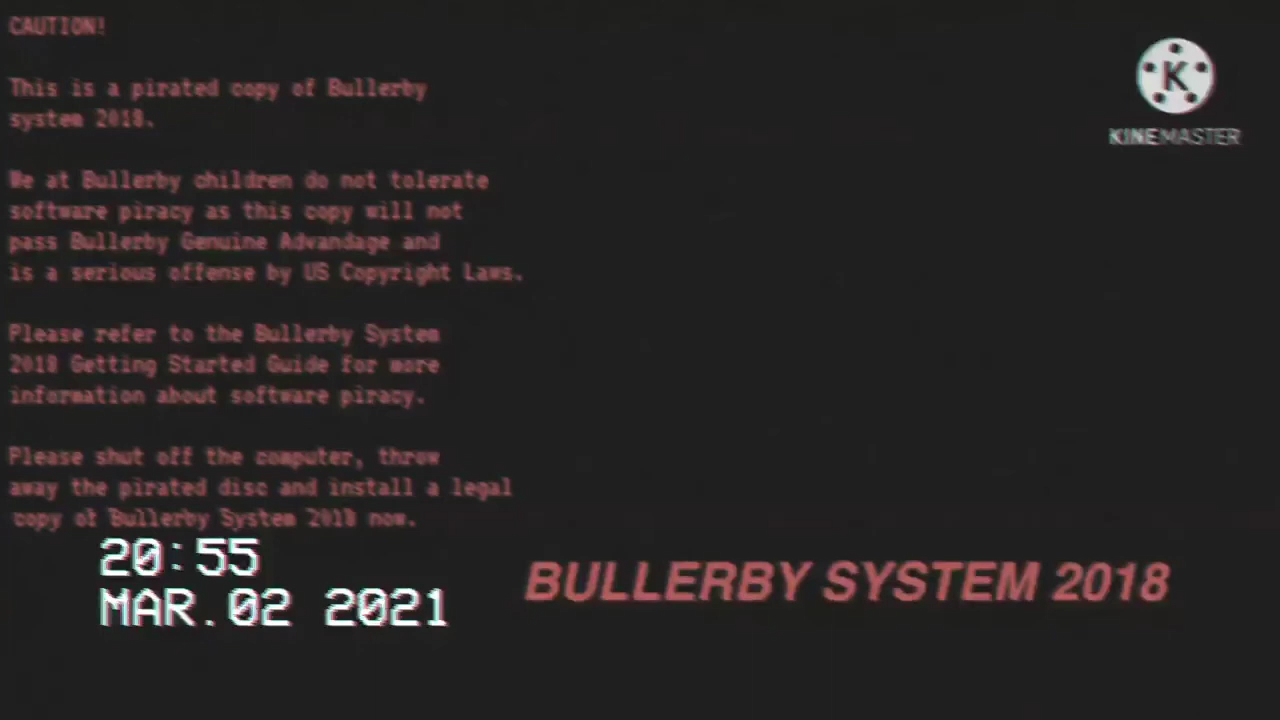 CAUTION!
This is a pirated copy of Bullerby
system 2018.
We at Bullerby children do not tolerate
software piracy as this copy will not
pass Bullerby Genuine Advandage and
is a serious offense by US Copyright Laws.
Please refer to the Bullerby System
2018 Getting Started Guide for more
information about software piracy.
Please shut off the computer, throw
away the pirated disc and install a legal
copy of Bullerby System 2018 now.
20:55
MAR.02 2021
BULLERBY SYSTEM 2018
K
KINEMASTER